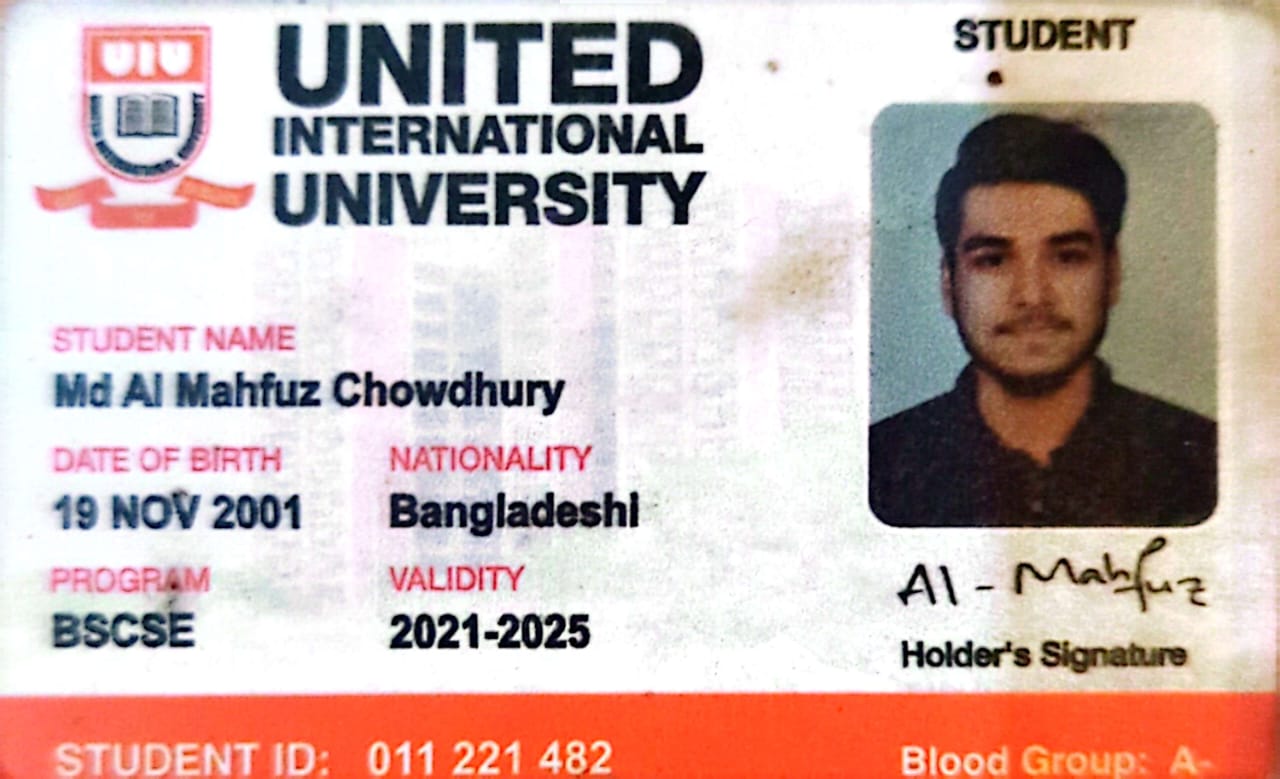 UIU
UNITED
INTERNATIONAL
UNIVERSITY
STUDENT
STUDENT NAME
Md Al Mahfuz Chowdhury
DATE OF BIRTH NATIONALITY
19 NOV 2001 Bangladeshi
PROGRAM VALIDITY
BSCSE 2021-2025
Al - Mahfuz
Holder's Signature
STUDENT ID: 011 221 482 Blood Group: A-